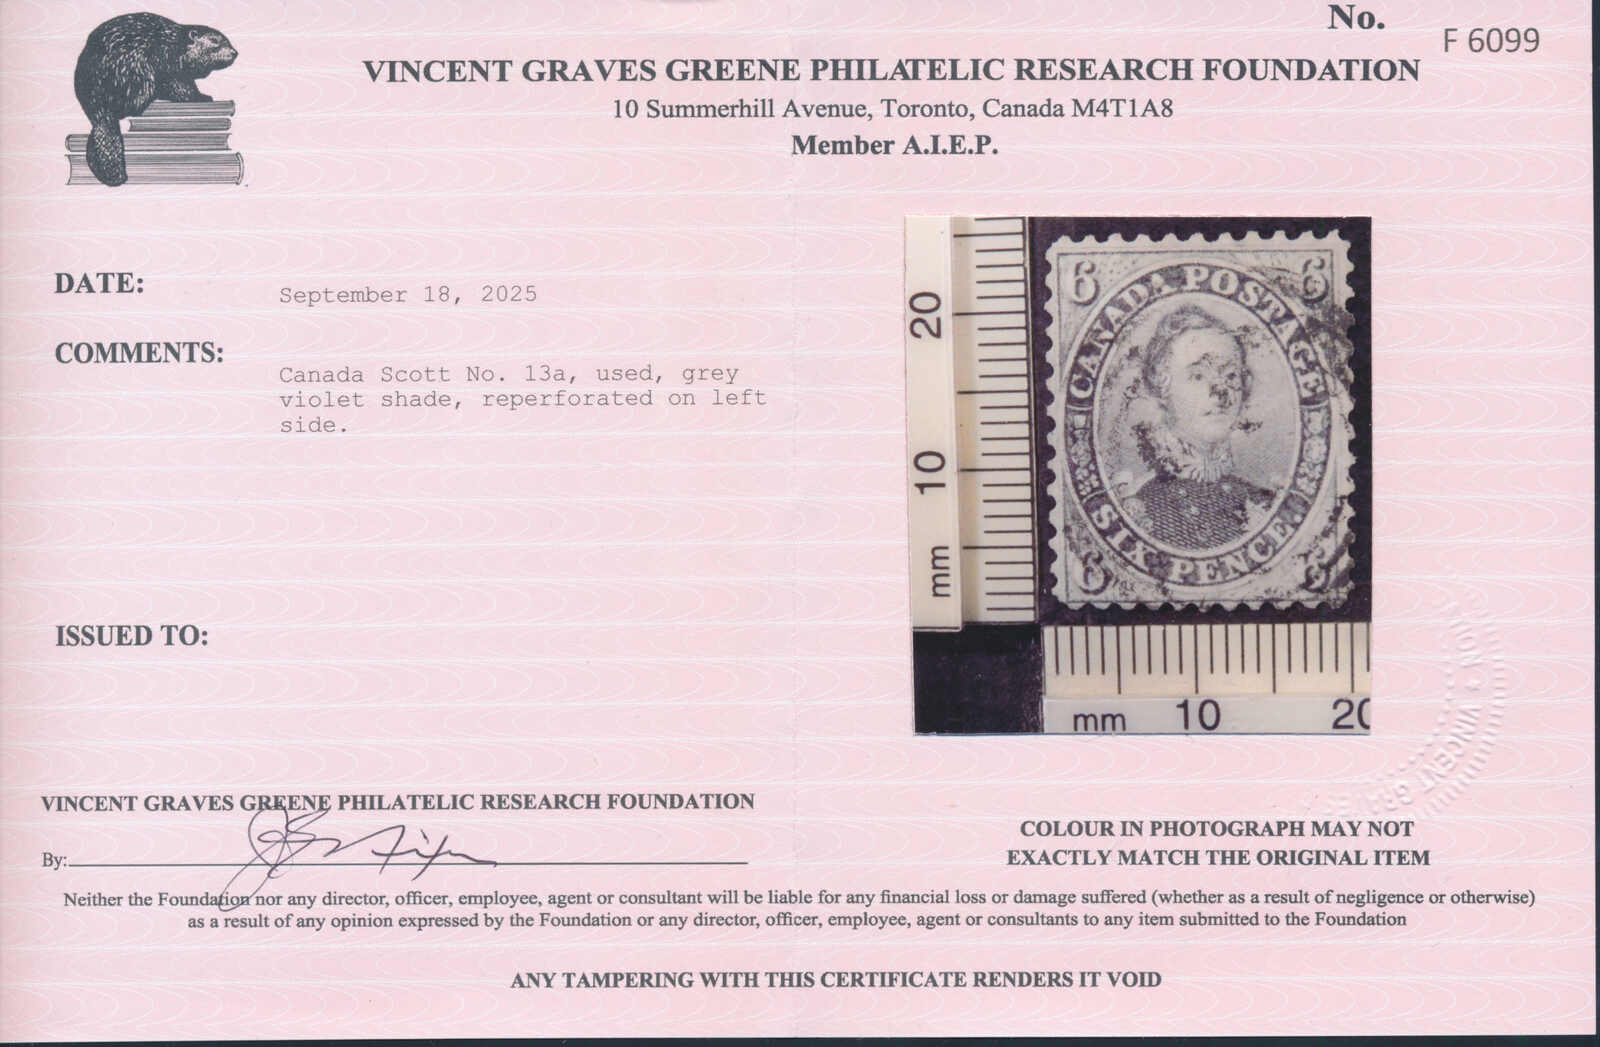 No.
F 6099
VINCENT GRAVES GREENE PHILATELIC RESEARCH FOUNDATION
10 Summerhill Avenue, Toronto, Canada M4T1A8
Member A.I.E.P.
DATE:
September 18, 2025
COMMENTS:
Canada Scott No. 13a, used, grey
violet shade, reperforated on left
side.
ISSUED TO:
20
10
mm
6
6
CANADA POSTAGE
SIX PENCE.
6
mm 10 20
VINCENT GRAVES GREENE PHILATELIC RESEARCH FOUNDATION
By:
COLOUR IN PHOTOGRAPH MAY NOT
EXACTLY MATCH THE ORIGINAL ITEM
Neither the Foundation nor any director, officer, employee, agent or consultant will be liable for any financial loss or damage suffered (whether as a result of negligence or otherwise)
as a result of any opinion expressed by the Foundation or any director, officer, employee, agent or consultants to any item submitted to the Foundation
ANY TAMPERING WITH THIS CERTIFICATE RENDERS IT VOID